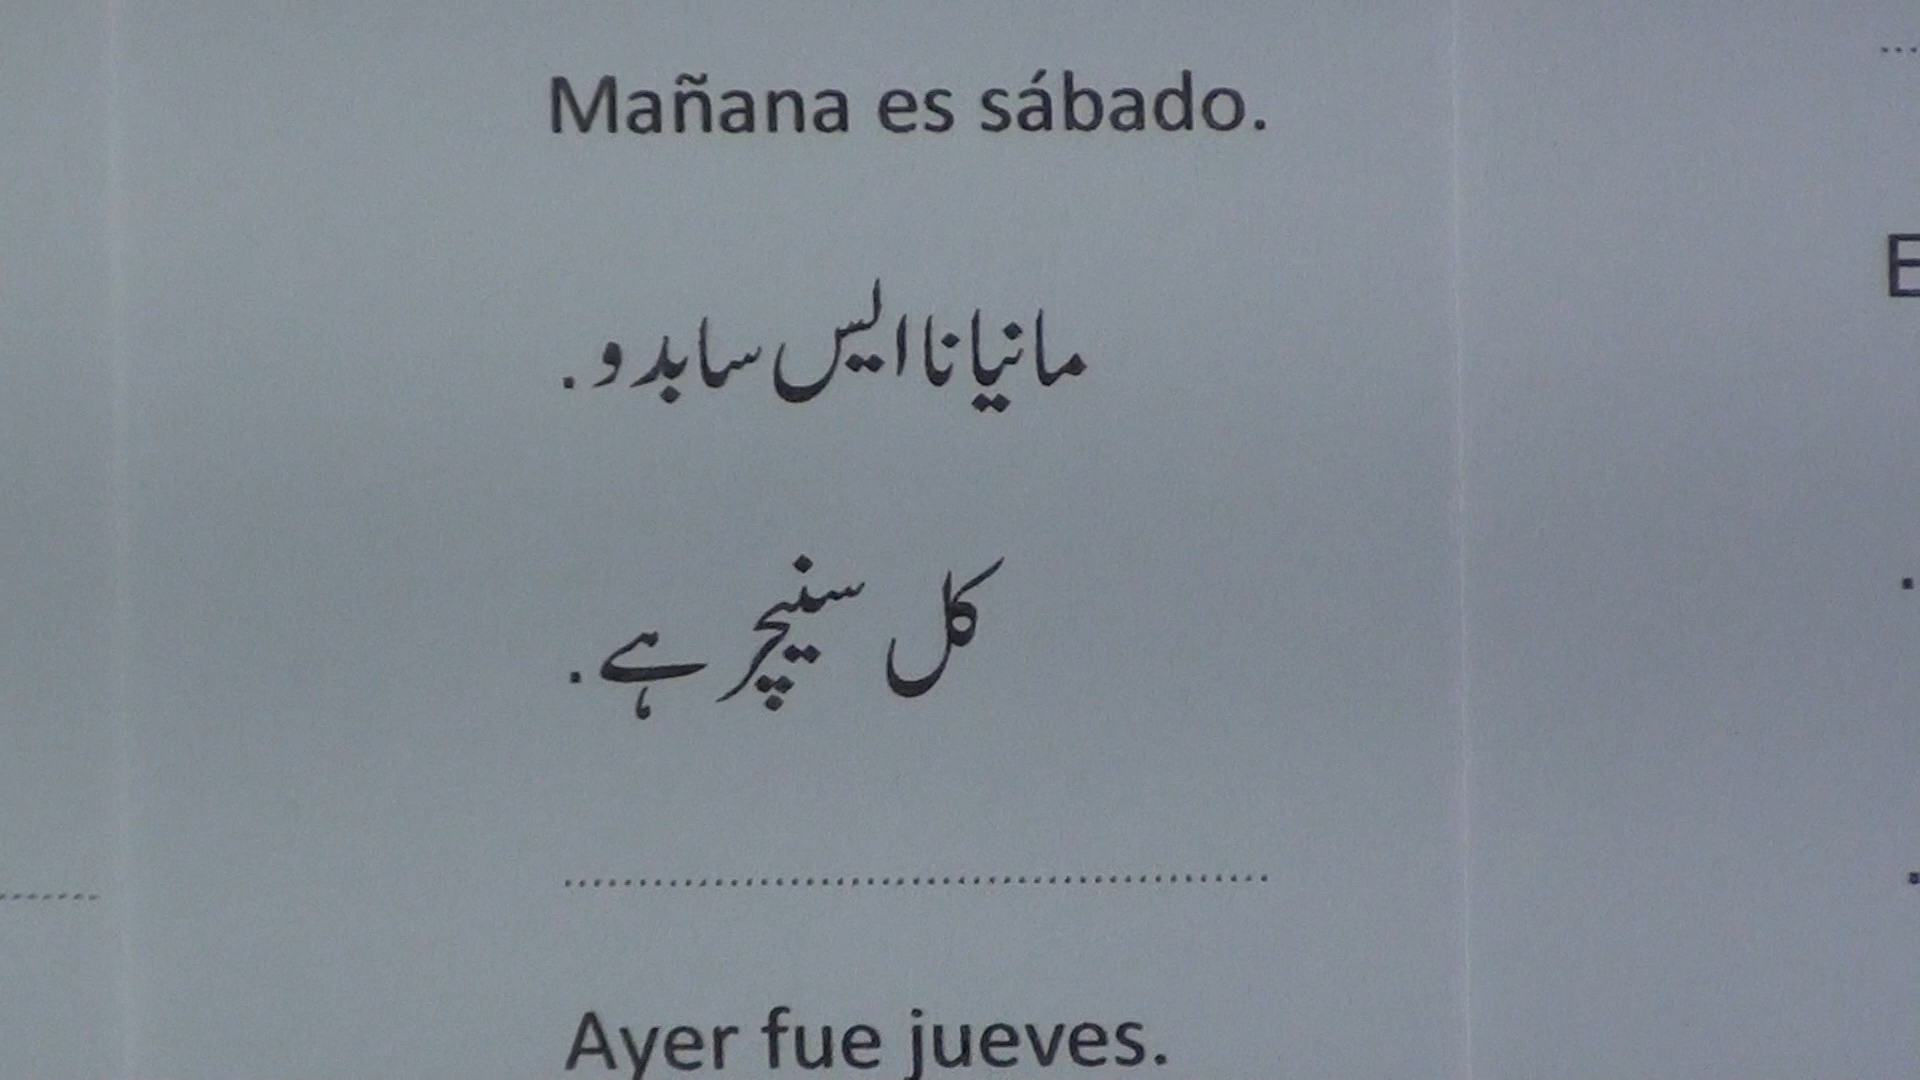 Mañana es sábado.
مانیانا ایس سابدو.
کل سنیچر ہے.
Ayer fue jueves.